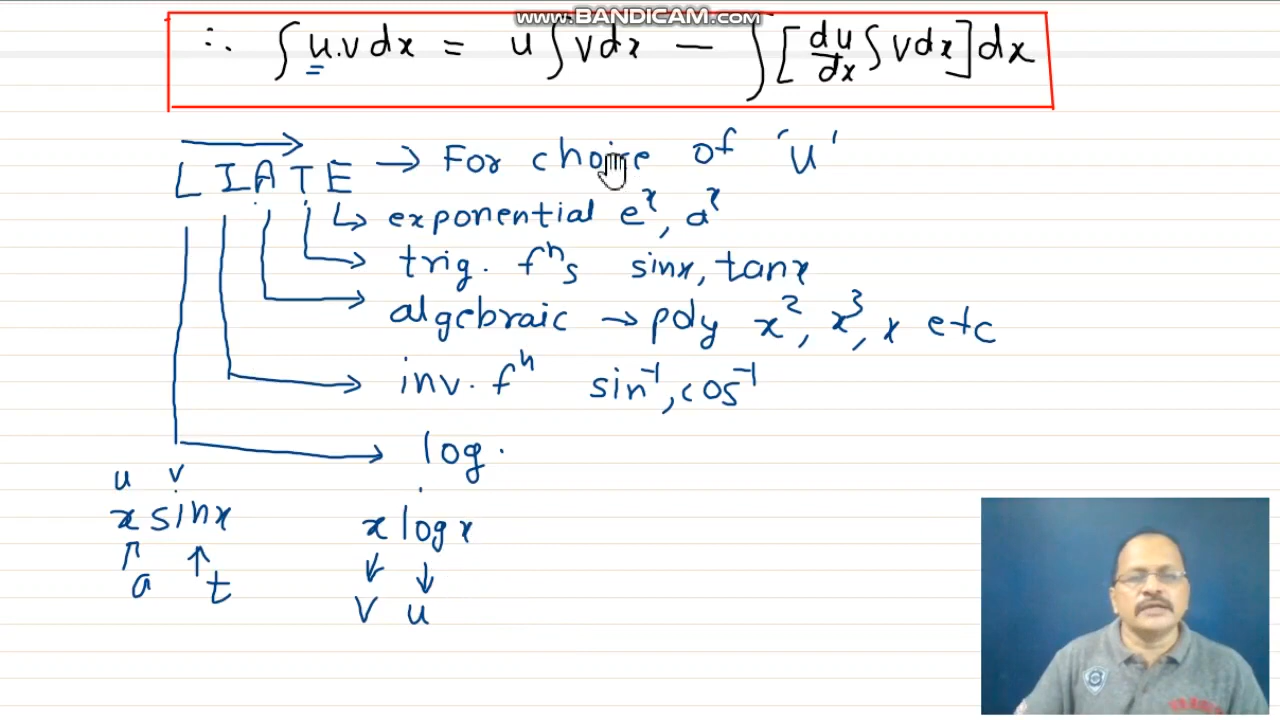 www.BANDICAM.com
∴ ∫ u.v dx = u ∫ v dx − ∫ [ du/dx ∫ v dx ] dx
L I A T E → For choice of 'u'
↳ exponential eˣ, aˣ
trig. fⁿs sinx, tanx
algebraic → poly x², x³, x etc
inv. fⁿ sin⁻¹, cos⁻¹
log.
u v
x sinx x log x
a t
v u